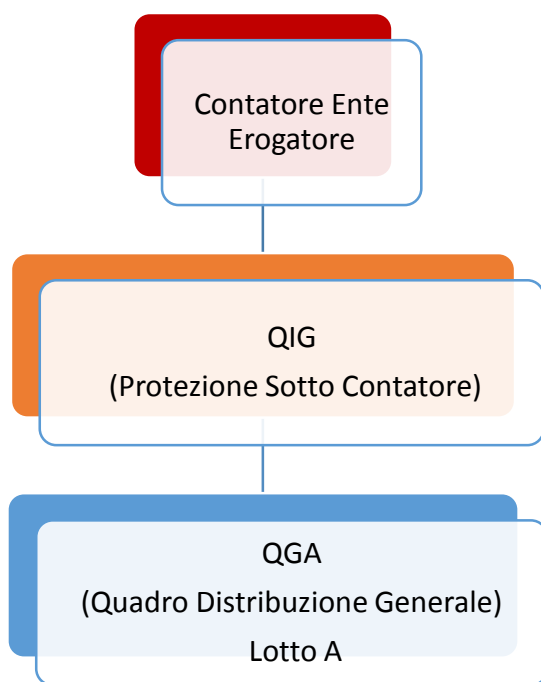 Contatore Ente
Erogatore
QIG
(Protezione Sotto Contatore)
QGA
(Quadro Distribuzione Generale)
Lotto A